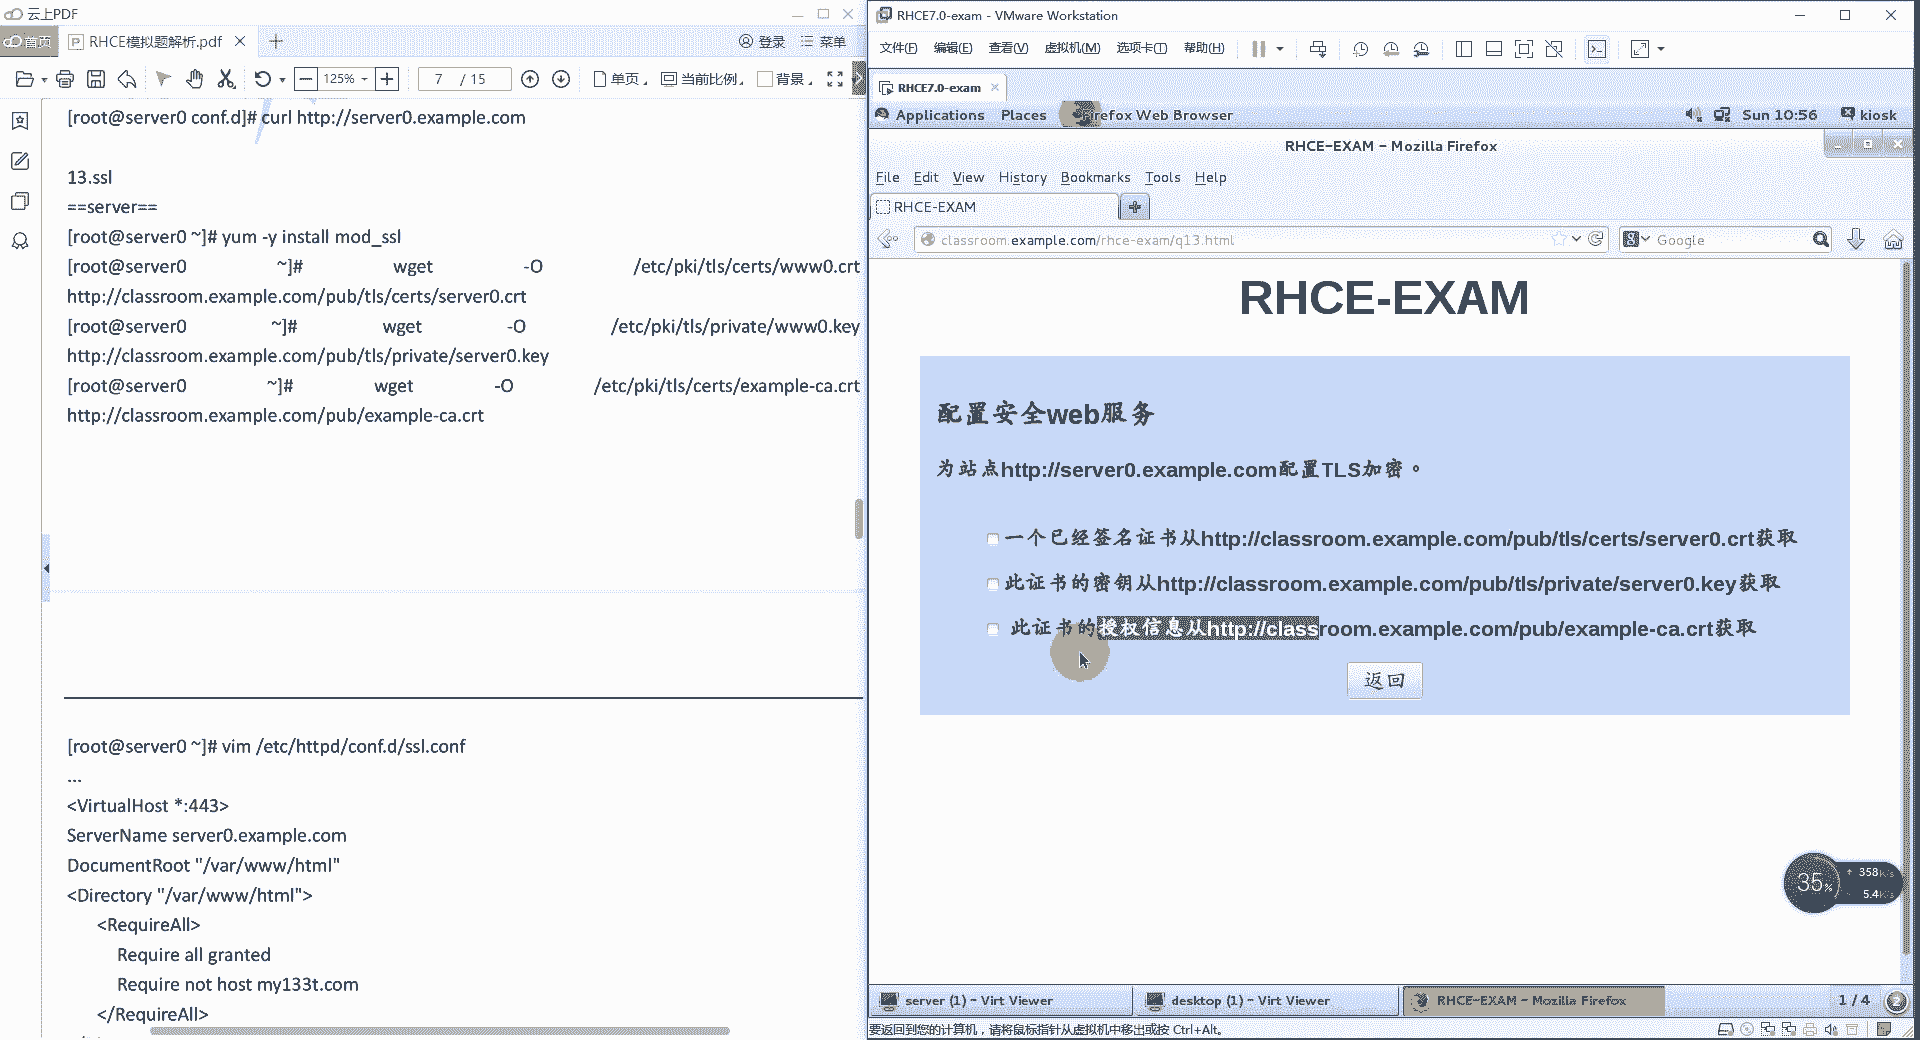 云上PDF
首页
RHCE模拟题解析.pdf
登录
菜单
125%
7
/ 15
单页
当前比例
背景
[root@server0 conf.d]# curl http://server0.example.com
13.ssl
==server==
[root@server0 ~]# yum -y install mod_ssl
[root@server0 ~]# wget -O /etc/pki/tls/certs/www0.crt
http://classroom.example.com/pub/tls/certs/server0.crt
[root@server0 ~]# wget -O /etc/pki/tls/private/www0.key
http://classroom.example.com/pub/tls/private/server0.key
[root@server0 ~]# wget -O /etc/pki/tls/certs/example-ca.crt
http://classroom.example.com/pub/example-ca.crt
[root@server0 ~]# vim /etc/httpd/conf.d/ssl.conf
...
<VirtualHost *:443>
ServerName server0.example.com
DocumentRoot "/var/www/html"
<Directory "/var/www/html">
<RequireAll>
Require all granted
Require not host my133t.com
</RequireAll>
RHCE7.0-exam - VMware Workstation
文件(F) 编辑(E) 查看(V) 虚拟机(M) 选项卡(T) 帮助(H)
RHCE7.0-exam
Applications Places Firefox Web Browser
Sun 10:56
kiosk
RHCE-EXAM - Mozilla Firefox
File Edit View History Bookmarks Tools Help
RHCE-EXAM
classroom.example.com/rhce-exam/q13.html
Google
RHCE-EXAM
配置安全web服务
为站点http://server0.example.com配置TLS加密。
一个已经签名证书从http://classroom.example.com/pub/tls/certs/server0.crt获取
此证书的密钥从http://classroom.example.com/pub/tls/private/server0.key获取
此证书的授权信息从http://classroom.example.com/pub/example-ca.crt获取
返回
35%
358K/s
5.4K/s
server (1) - Virt Viewer
desktop (1) - Virt Viewer
RHCE-EXAM - Mozilla Firefox
1 / 4
2
要返回到您的计算机，请将鼠标指针从虚拟机中移出或按 Ctrl+Alt。